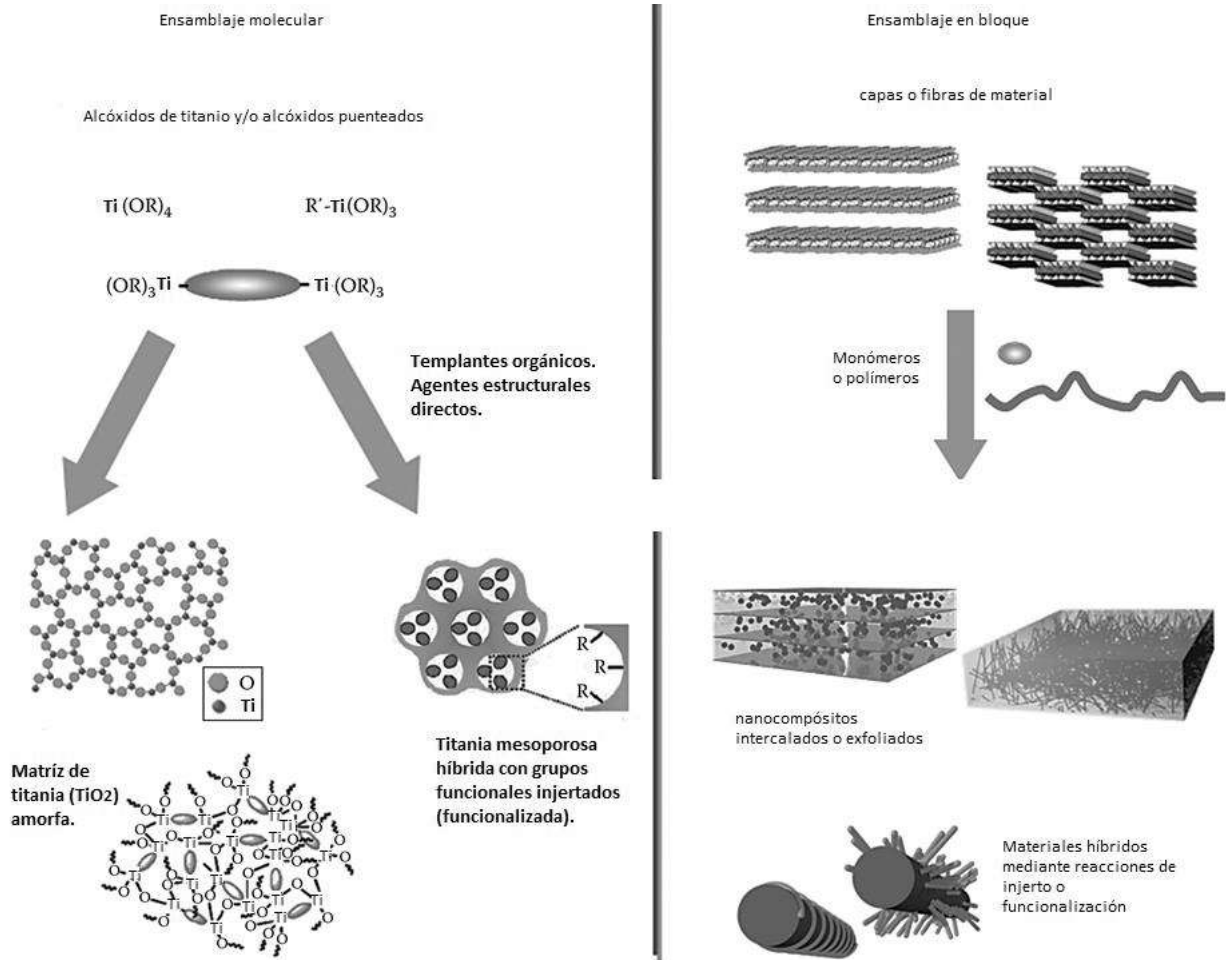 Ensamblaje molecular
Alcóxidos de titanio y/o alcóxidos puenteados
Ti(OR)4
R´-Ti(OR)3
(OR)3Ti
Ti·(OR)3
Templantes orgánicos.
Agentes estructurales
directos.
O
Ti
R
R
R
Matríz de
titania (TiO2)
amorfa.
Titania mesoporosa
híbrida con grupos
funcionales injertados
(funcionalizada).
Ensamblaje en bloque
capas o fibras de material
Monómeros
o polímeros
nanocompósitos
intercalados o exfoliados
Materiales híbridos
mediante reacciones de
injerto o
funcionalización